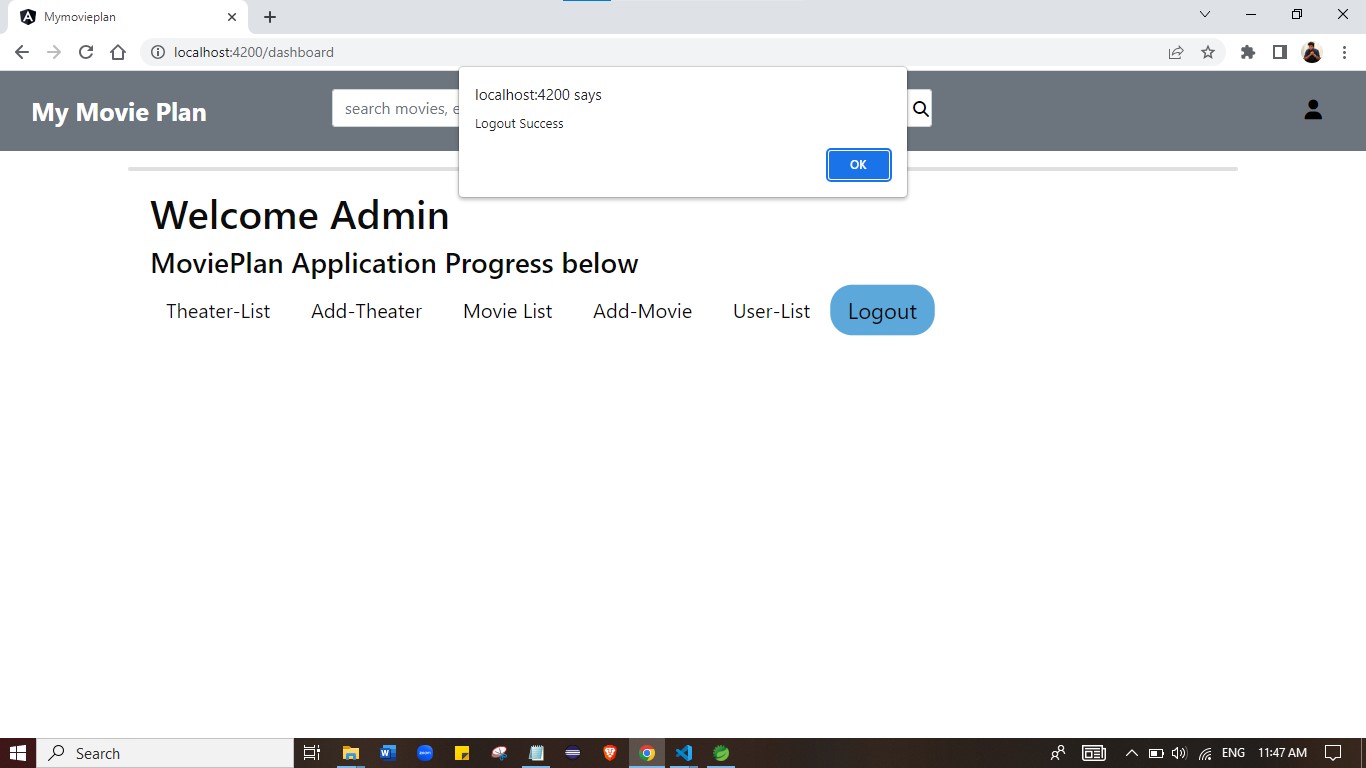 Mymovieplan
localhost:4200/dashboard
localhost:4200 says
Logout Success
OK
My Movie Plan
search movies, e
Welcome Admin
MoviePlan Application Progress below
Theater-List Add-Theater Movie List Add-Movie User-List Logout
Search
ENG 11:47 AM